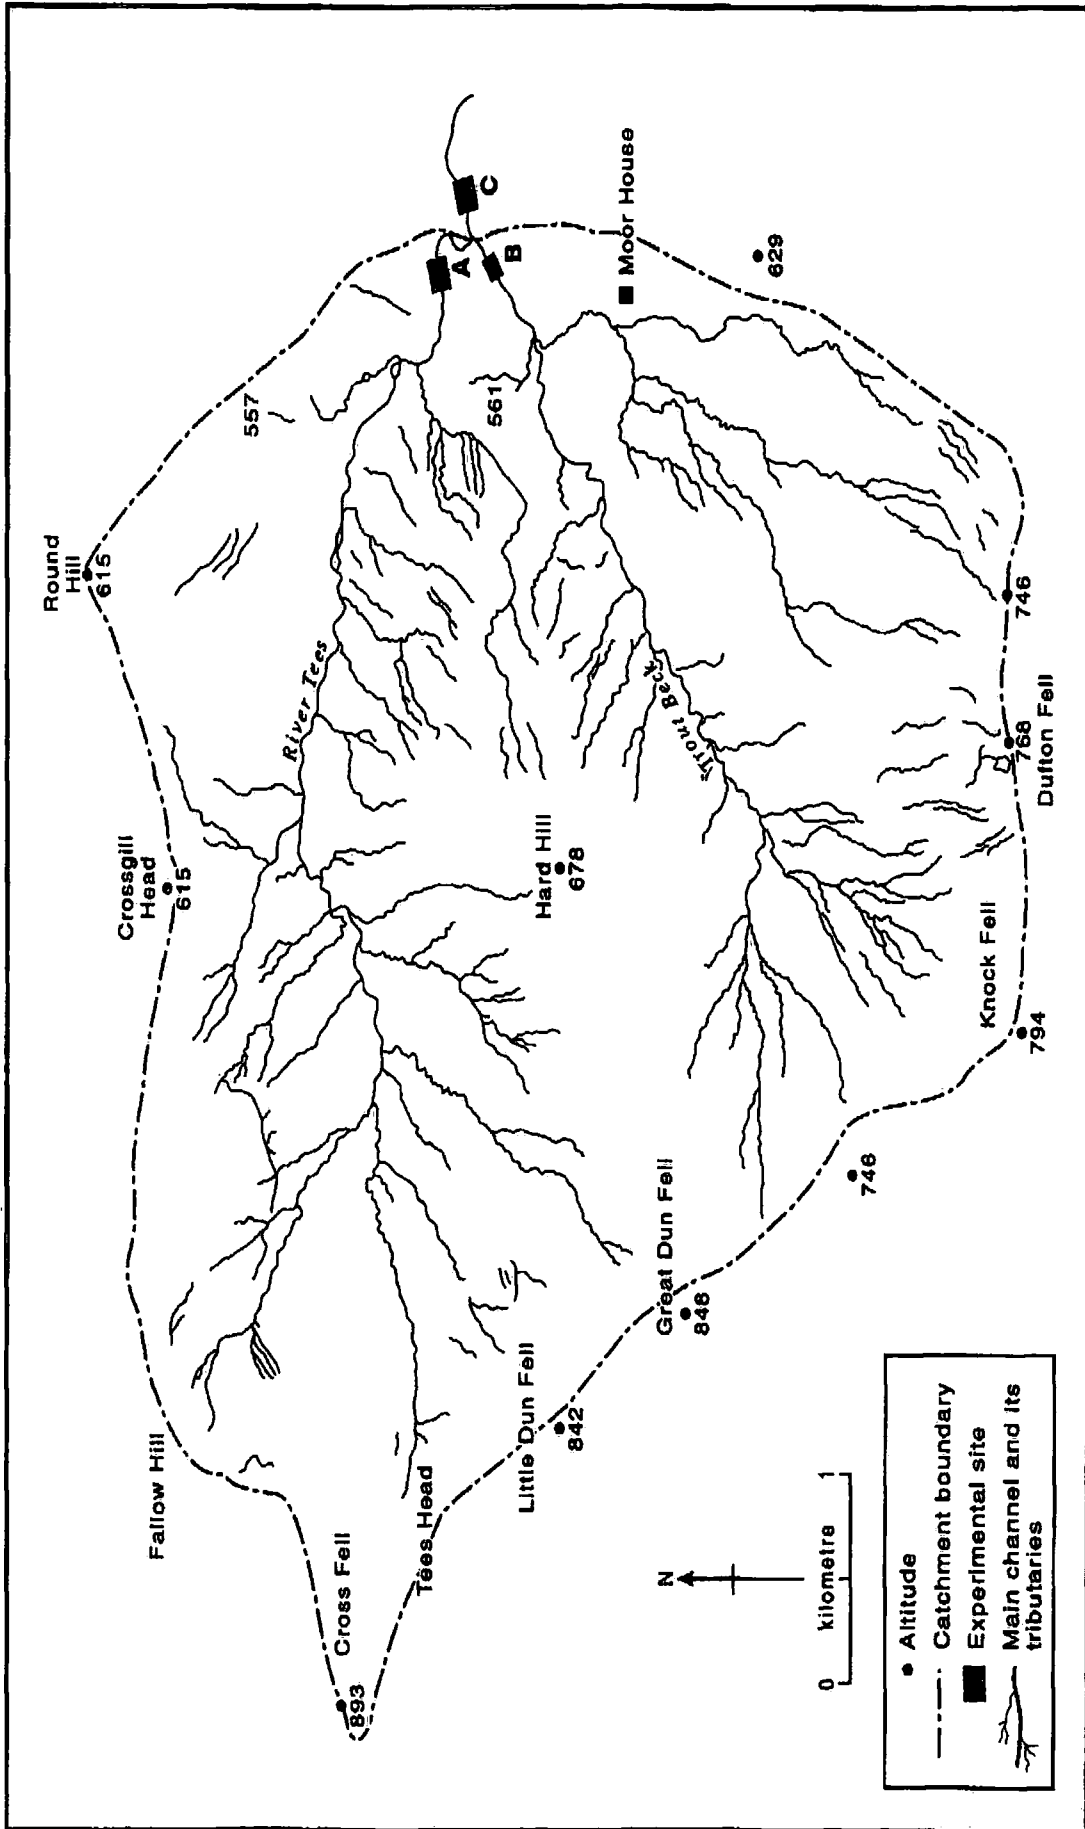 Round
Hill
615
Crossgill
Head
615
Fallow Hill
557
River Tees
A
C
B
561
Moor House
629
Cross Fell
893
Tees Head
Hard Hill
678
Trout Beck
Little Dun Fell
842
Great Dun Fell
848
746
Knock Fell
794
768
Dufton Fell
746
N
0
kilometre
1
Altitude
Catchment boundary
Experimental site
Main channel and its
tributaries